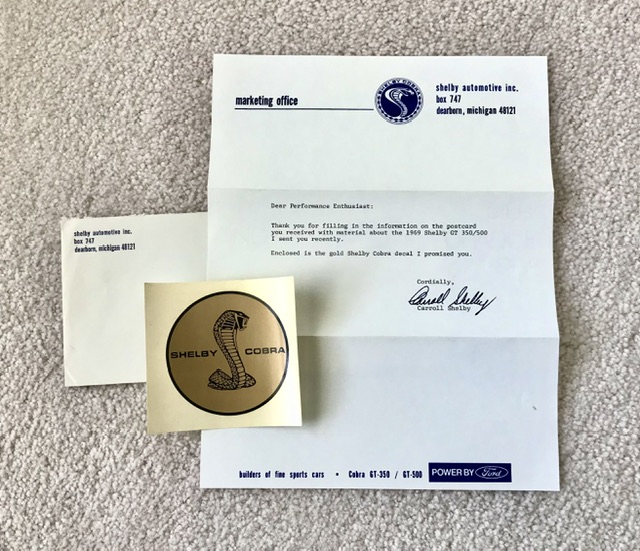 marketing office
SHELBY COBRA
shelby automotive inc.
box 747
dearborn, michigan 48121
Dear Performance Enthusiast:
Thank you for filling in the information on the postcard
you received with material about the 1969 Shelby GT 350/500
I sent you recently.
Enclosed is the gold Shelby Cobra decal I promised you.
Cordially,
Carroll Shelby
Carroll Shelby
builders of fine sports cars • Cobra GT-350 / GT-500 POWER BY Ford
shelby automotive inc.
box 747
dearborn, michigan 48121
SHELBY COBRA